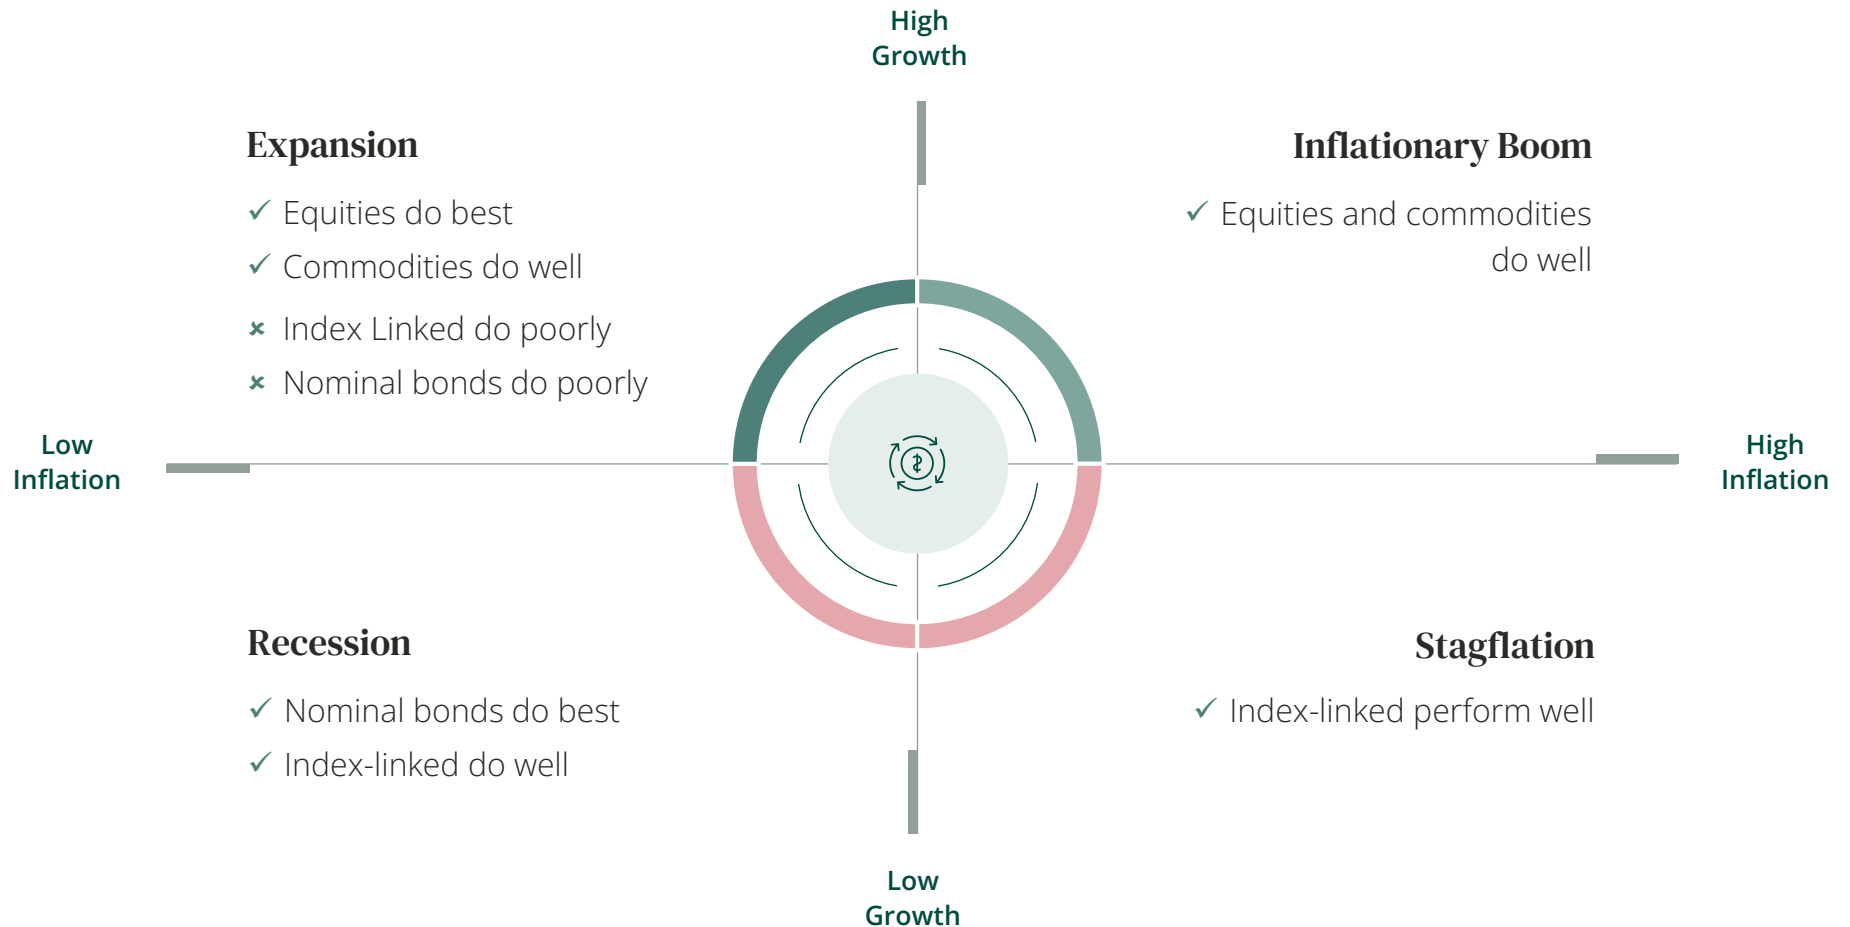 High
Growth
Expansion
✓ Equities do best
✓ Commodities do well
✘ Index Linked do poorly
✘ Nominal bonds do poorly
Inflationary Boom
✓ Equities and commodities
do well
Low
Inflation
High
Inflation
Recession
✓ Nominal bonds do best
✓ Index-linked do well
Stagflation
✓ Index-linked perform well
Low
Growth